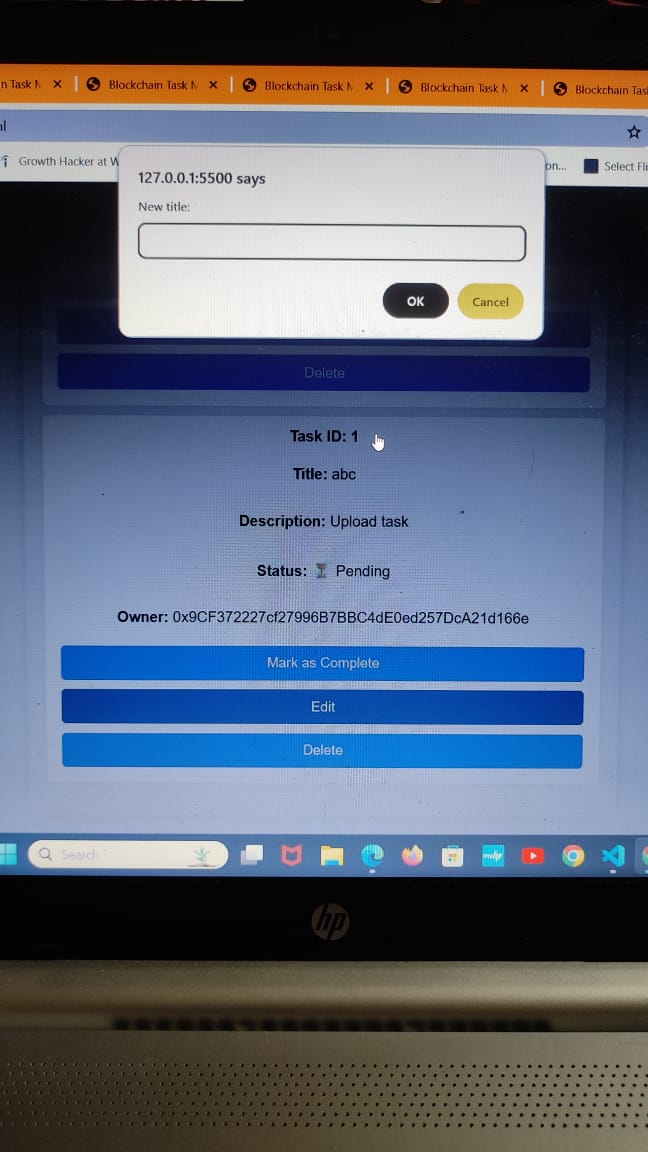 n Task N
Blockchain Task N
Blockchain Task N
Blockchain Task N
Blockchain Tas
nl
Growth Hacker at W
on...
Select Fli
127.0.0.1:5500 says
New title:
OK
Cancel
Delete
Task ID: 1
Title: abc
Description: Upload task
Status: ⏳ Pending
Owner: 0x9CF372227cf27996B7BBC4dE0ed257DcA21d166e
Mark as Complete
Edit
Delete
Search
hp